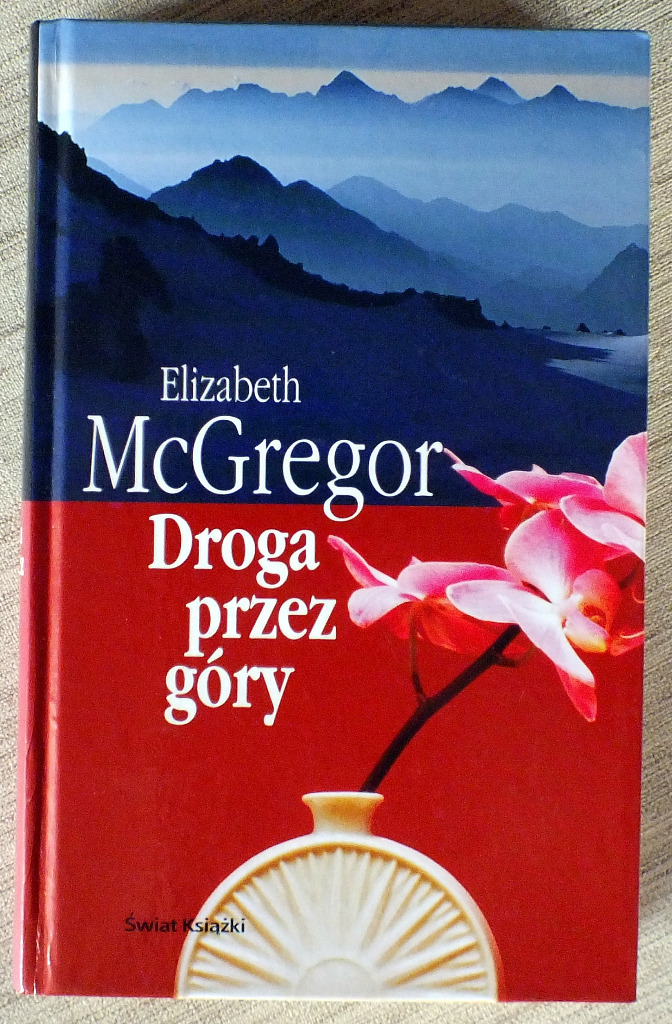 Elizabeth
McGregor
Droga
przez
góry
Świat Książki